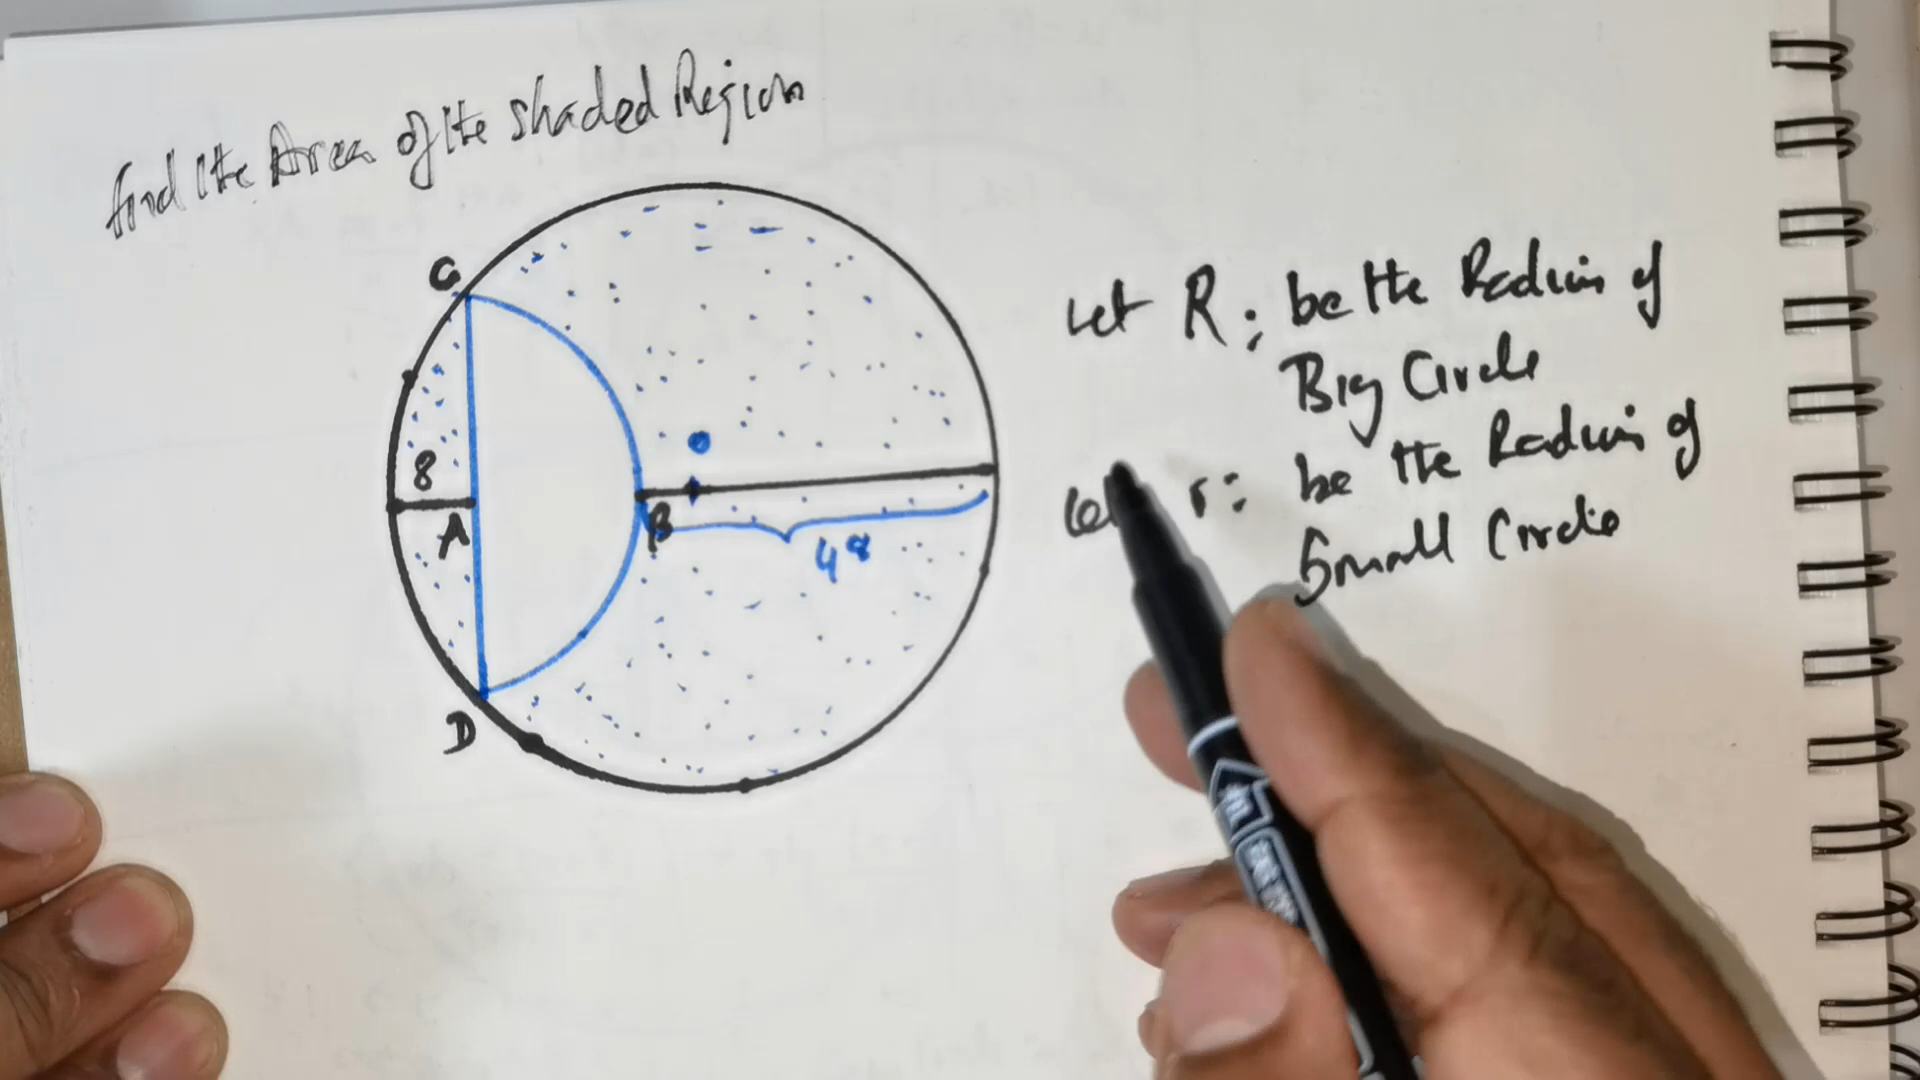 find the Area of the shaded Region
C
8
A
B
48
D
Let R: be the Radius of
Big Circle
Let r: be the Radius of
Small Circle